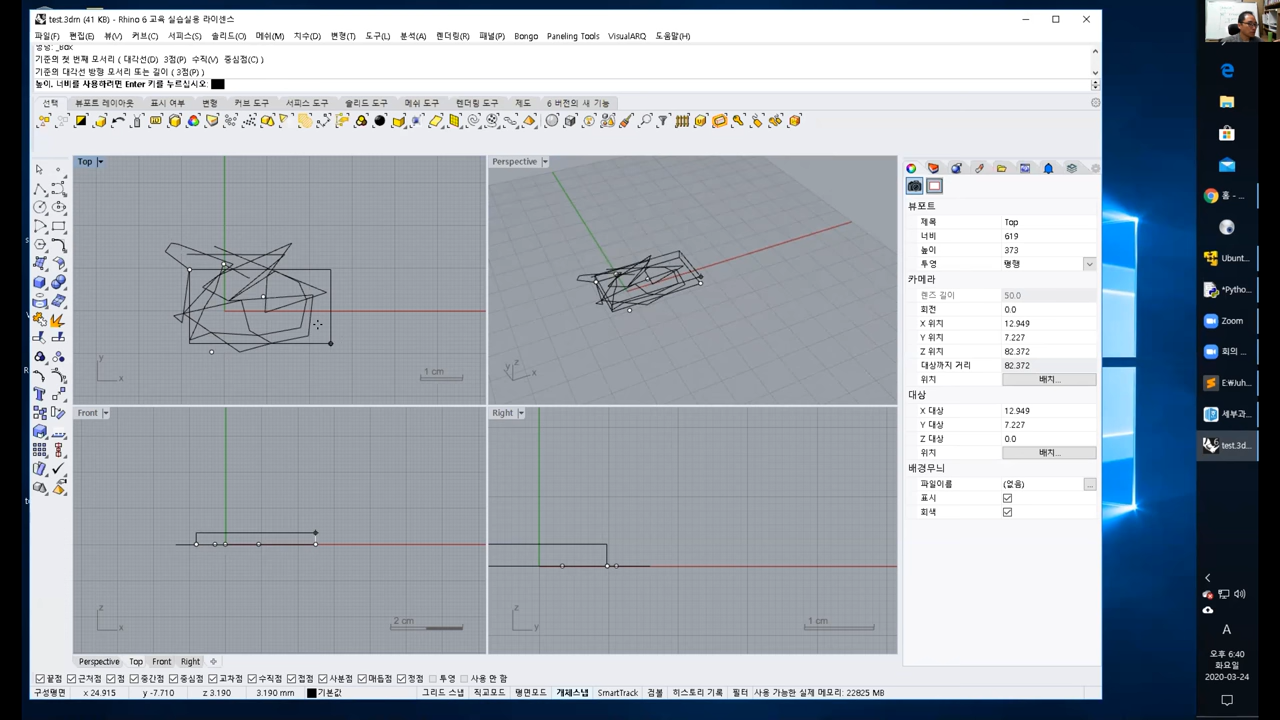 test.3dm (41 KB) - Rhino 6 교육 실습실용 라이센스
파일(F) 편집(E) 뷰(V) 커브(C) 서피스(S) 솔리드(O) 메쉬(M) 치수(D) 변형(T) 도구(L) 분석(A) 렌더링(R) 패널(P) Bongo Paneling Tools VisualARQ 도움말(H)
명령: _Box
기준의 첫 번째 모서리 ( 대각선(D) 3점(P) 수직(V) 중심점(C) )
기준의 대각선 방형 모서리 또는 길이 ( 3점(P) )
높이. 너비를 사용하려면 Enter 키를 누르십시오:
선택 뷰포트 레이아웃 표시 여부 변형 커브 도구 서피스 도구 솔리드 도구 메쉬 도구 렌더링 도구 제도 6 버전의 새 기능
Top
y
x
1 cm
Perspective
z
y
x
Front
z
x
2 cm
Right
z
y
1 cm
뷰포트
제목 Top
너비 619
높이 373
투영 평행
카메라
렌즈 길이 50.0
회전 0.0
X 위치 12.949
Y 위치 7.227
Z 위치 82.372
대상까지 거리 82.372
위치 배치...
대상
X 대상 12.949
Y 대상 7.227
Z 대상 0.0
위치 배치...
배경무늬
파일이름 (없음) ...
표시
회색
Perspective Top Front Right
끝점 근처점 점 중간점 중심점 교차점 수직점 접점 사분점 매듭점 정점 투영 사용 안 함
구성평면 x 24.915 y -7.710 z 3.190 3.190 mm 기본값 그리드 스냅 직교모드 평면모드 개체스냅 SmartTrack 검볼 히스토리 기록 필터 사용 가능한 실제 메모리: 22825 MB
홈 - ...
Ubunt...
*Pytho...
Zoom
회의 ...
E:₩Juh...
세부과...
test.3d...
A
오후 6:40
화요일
2020-03-24